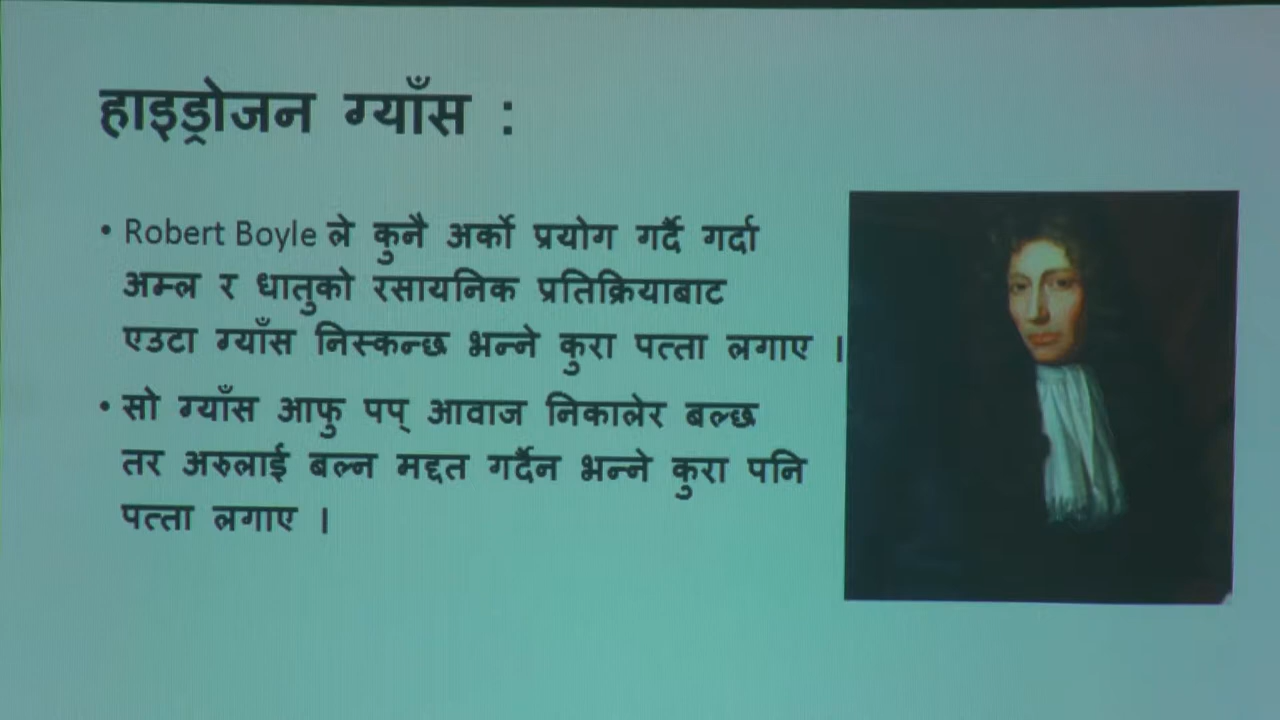 हाइड्रोजन ग्याँस :
• Robert Boyle ले कुनै अर्को प्रयोग गर्दै गर्दा
अम्ल र धातुको रसायनिक प्रतिक्रियाबाट
एउटा ग्याँस निस्कन्छ भन्ने कुरा पत्ता लगाए ।
• सो ग्याँस आफु पप् आवाज निकालेर बल्छ
तर अरुलाई बल्न मद्दत गर्दैन भन्ने कुरा पनि
पत्ता लगाए ।